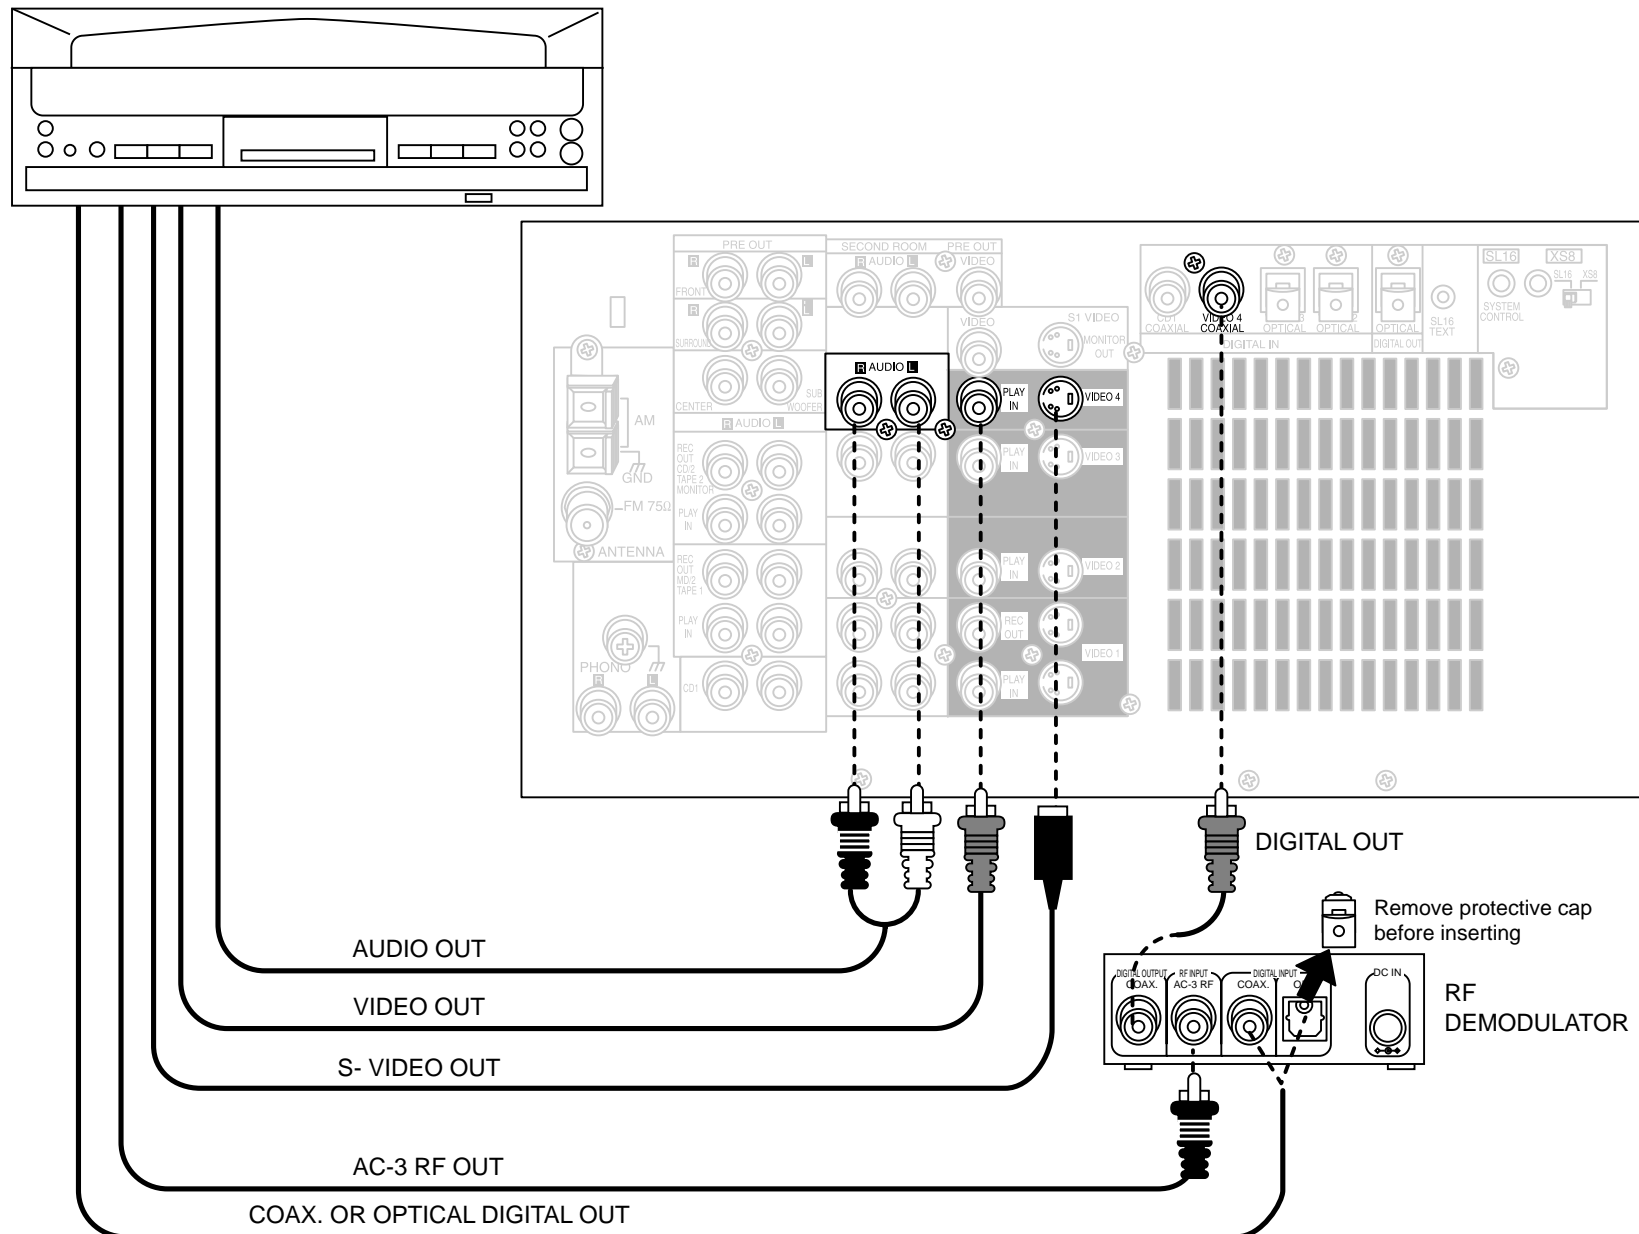 PRE OUT
R L
FRONT
R L
SURROUND
CENTER
SUB
WOOFER
SECOND ROOM PRE OUT
R AUDIO L VIDEO
VIDEO
S1 VIDEO
MONITOR
OUT
R AUDIO L
PLAY
IN
VIDEO 4
PLAY
IN
VIDEO 3
PLAY
IN
VIDEO 2
REC
OUT
VIDEO 1
PLAY
IN
AM
GND
FM 75Ω
ANTENNA
R AUDIO L
REC
OUT
CD/2
TAPE 2
MONITOR
PLAY
IN
REC
OUT
MD/2
TAPE 1
PLAY
IN
PHONO
R L
CD1
CD1
COAXIAL
VIDEO 4
COAXIAL
OPTICAL
OPTICAL
OPTICAL
DIGITAL IN
DIGITAL OUT
SL16
TEXT
SL16 XS8
SL16 XS8
SYSTEM
CONTROL
DIGITAL OUT
Remove protective cap
before inserting
DIGITAL OUTPUT
COAX.
RF INPUT
AC-3 RF
DIGITAL INPUT
COAX.
DC IN
RF
DEMODULATOR
AUDIO OUT
VIDEO OUT
S- VIDEO OUT
AC-3 RF OUT
COAX. OR OPTICAL DIGITAL OUT